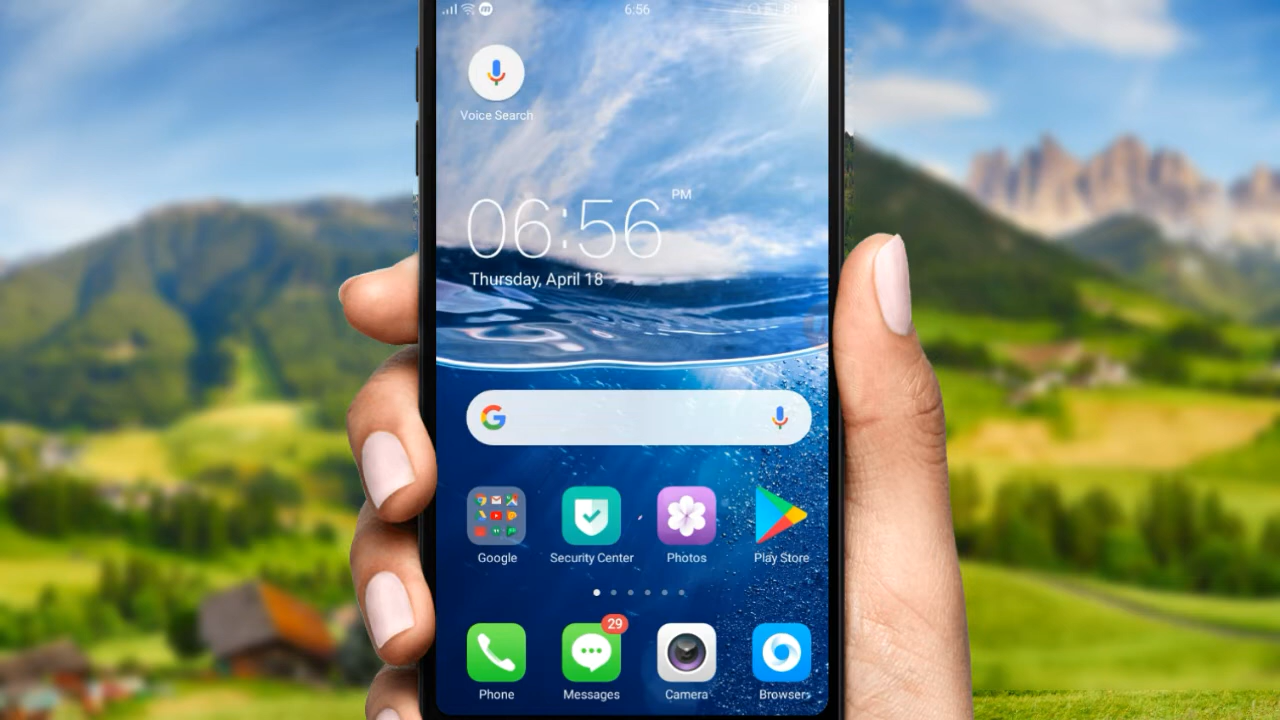 6:56
Voice Search
06:56 PM
Thursday, April 18
Google
Security Center
Photos
Play Store
29
Phone
Messages
Camera
Browser